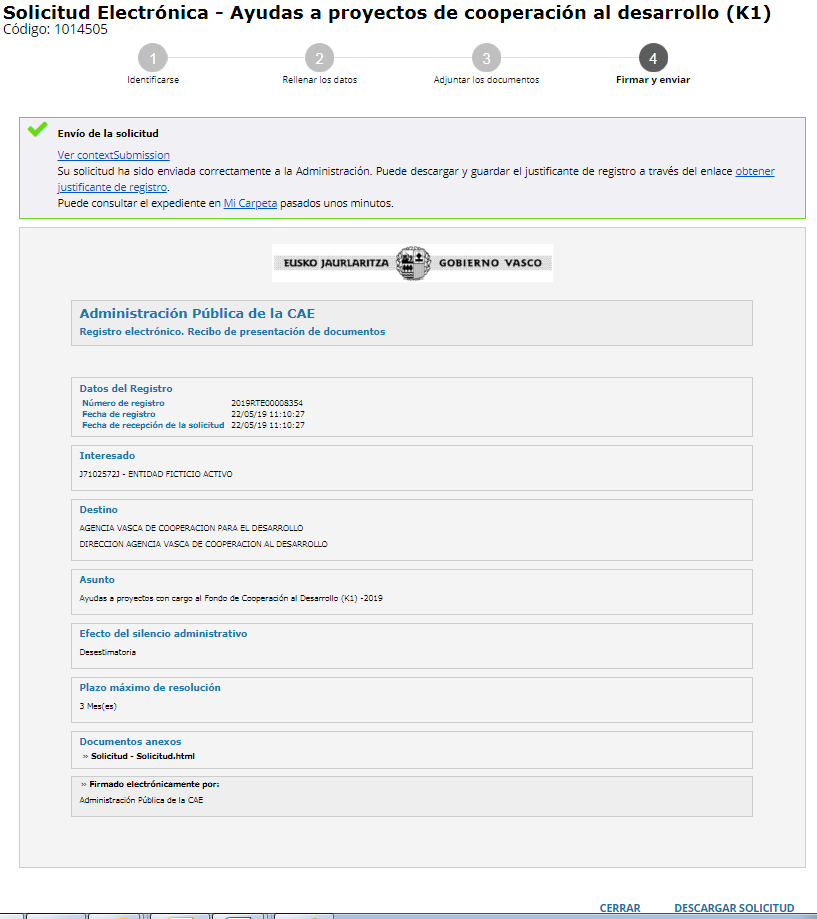 Solicitud Electrónica - Ayudas a proyectos de cooperación al desarrollo (K1)
Código: 1014505
1
2
3
4
Identificarse
Rellenar los datos
Adjuntar los documentos
Firmar y enviar
Envío de la solicitud
Ver contextSubmission
Su solicitud ha sido enviada correctamente a la Administración. Puede descargar y guardar el justificante de registro a través del enlace obtener
justificante de registro.
Puede consultar el expediente en Mi Carpeta pasados unos minutos.
EUSKO JAURLARITZA GOBIERNO VASCO
Administración Pública de la CAE
Registro electrónico. Recibo de presentación de documentos
Datos del Registro
Número de registro 2019RTE00008354
Fecha de registro 22/05/19 11:10:27
Fecha de recepción de la solicitud 22/05/19 11:10:27
Interesado
J7102572J - ENTIDAD FICTICIO ACTIVO
Destino
AGENCIA VASCA DE COOPERACION PARA EL DESARROLLO
DIRECCION AGENCIA VASCA DE COOPERACION AL DESARROLLO
Asunto
Ayudas a proyectos con cargo al Fondo de Cooperación al Desarrollo (K1) -2019
Efecto del silencio administrativo
Desestimatoria
Plazo máximo de resolución
3 Mes(es)
Documentos anexos
» Solicitud - Solicitud.html
» Firmado electrónicamente por:
Administración Pública de la CAE
CERRAR DESCARGAR SOLICITUD